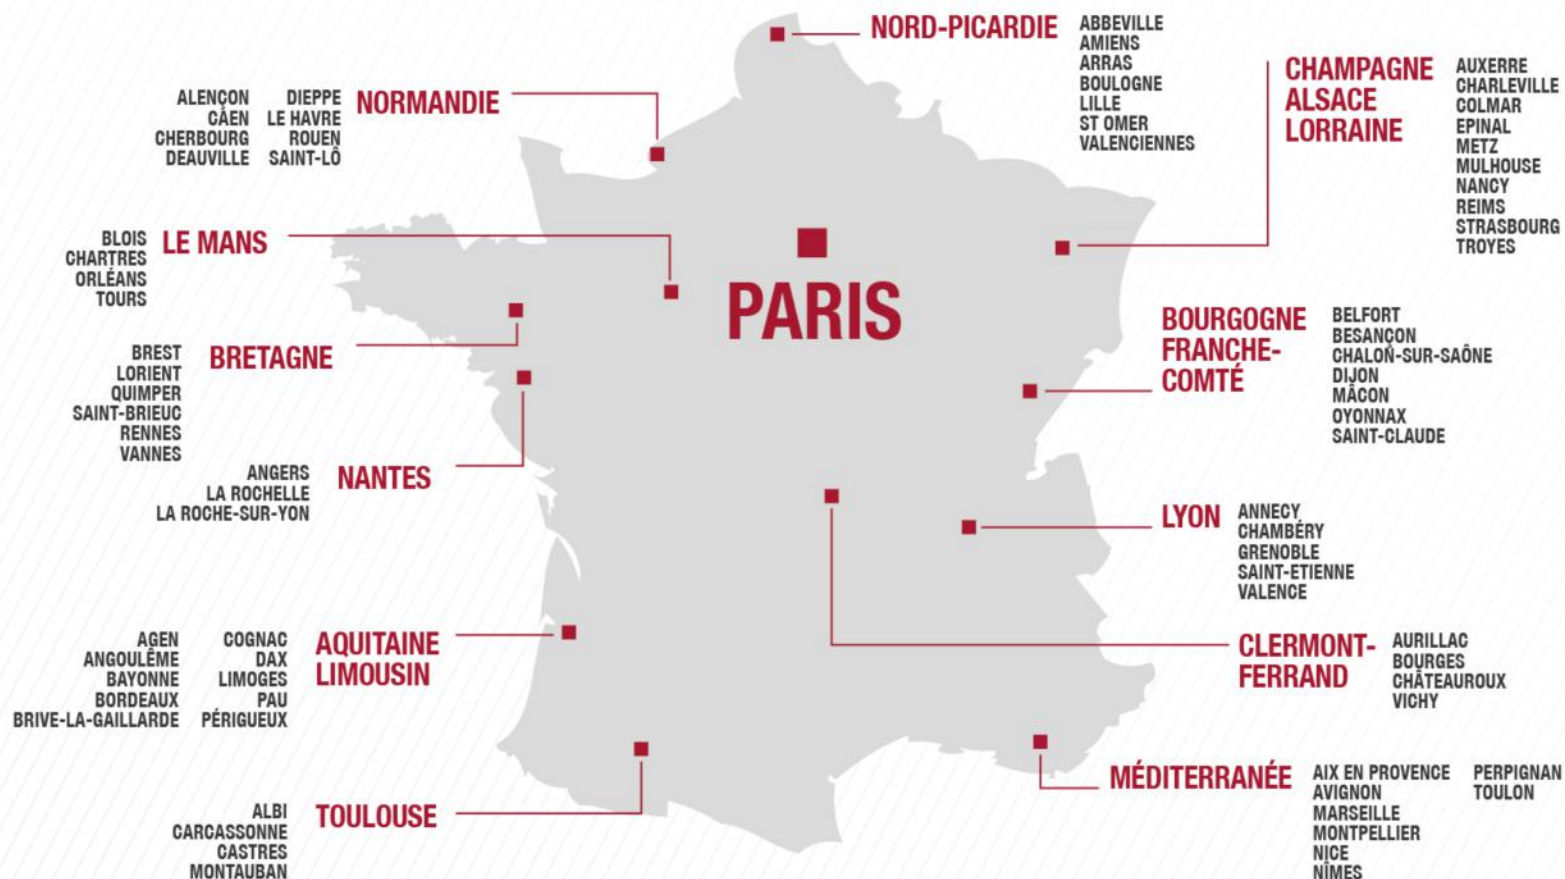 NORD-PICARDIE
ABBEVILLE
AMIENS
ARRAS
BOULOGNE
LILLE
ST OMER
VALENCIENNES
CHAMPAGNE
ALSACE
LORRAINE
AUXERRE
CHARLEVILLE
COLMAR
EPINAL
METZ
MULHOUSE
NANCY
REIMS
STRASBOURG
TROYES
NORMANDIE
ALENÇON
CAEN
CHERBOURG
DEAUVILLE
DIEPPE
LE HAVRE
ROUEN
SAINT-LÔ
LE MANS
BLOIS
CHARTRES
ORLÉANS
TOURS
PARIS
BRETAGNE
BREST
LORIENT
QUIMPER
SAINT-BRIEUC
RENNES
VANNES
BOURGOGNE
FRANCHE-
COMTÉ
BELFORT
BESANÇON
CHALON-SUR-SAÔNE
DIJON
MÂCON
OYONNAX
SAINT-CLAUDE
NANTES
ANGERS
LA ROCHELLE
LA ROCHE-SUR-YON
LYON
ANNECY
CHAMBÉRY
GRENOBLE
SAINT-ETIENNE
VALENCE
AQUITAINE
LIMOUSIN
AGEN
ANGOULÊME
BAYONNE
BORDEAUX
BRIVE-LA-GAILLARDE
COGNAC
DAX
LIMOGES
PAU
PÉRIGUEUX
CLERMONT-
FERRAND
AURILLAC
BOURGES
CHÂTEAUROUX
VICHY
TOULOUSE
ALBI
CARCASSONNE
CASTRES
MONTAUBAN
MÉDITERRANÉE
AIX EN PROVENCE
AVIGNON
MARSEILLE
MONTPELLIER
NICE
NÎMES
PERPIGNAN
TOULON